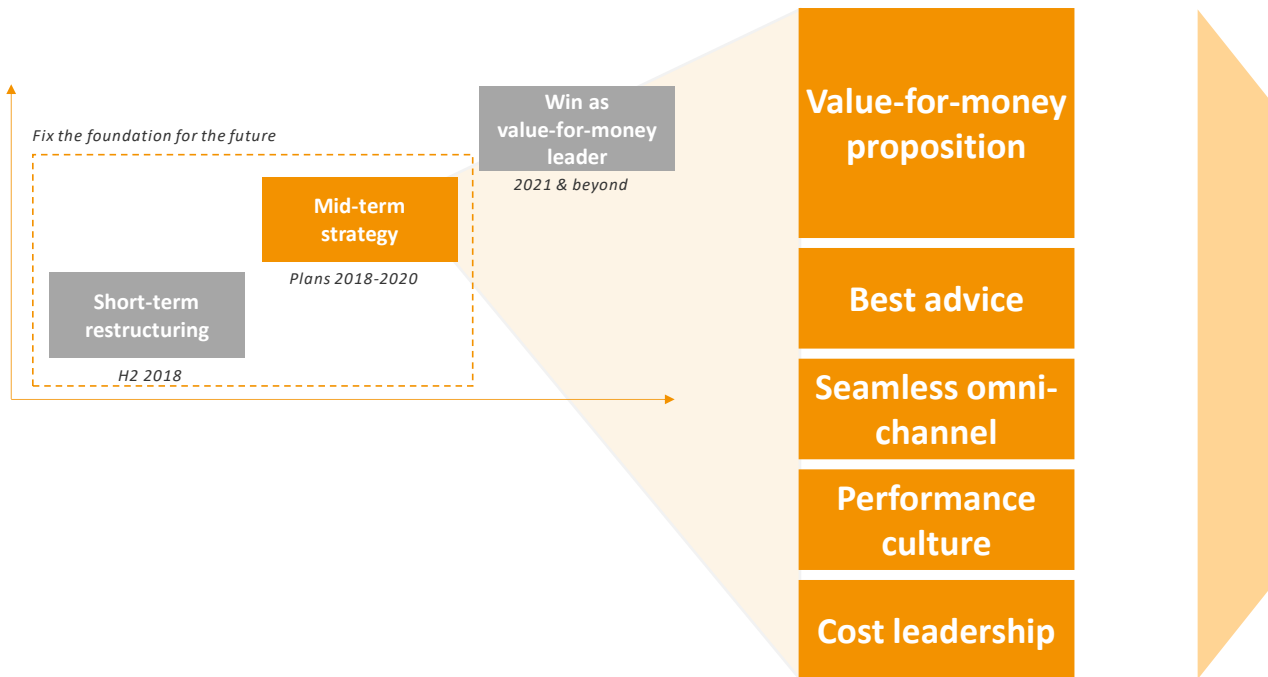 Fix the foundation for the future
Win as
value-for-money
leader
2021 & beyond
Mid-term
strategy
Plans 2018-2020
Short-term
restructuring
H2 2018
Value-for-money
proposition
Best advice
Seamless omni-
channel
Performance
culture
Cost leadership